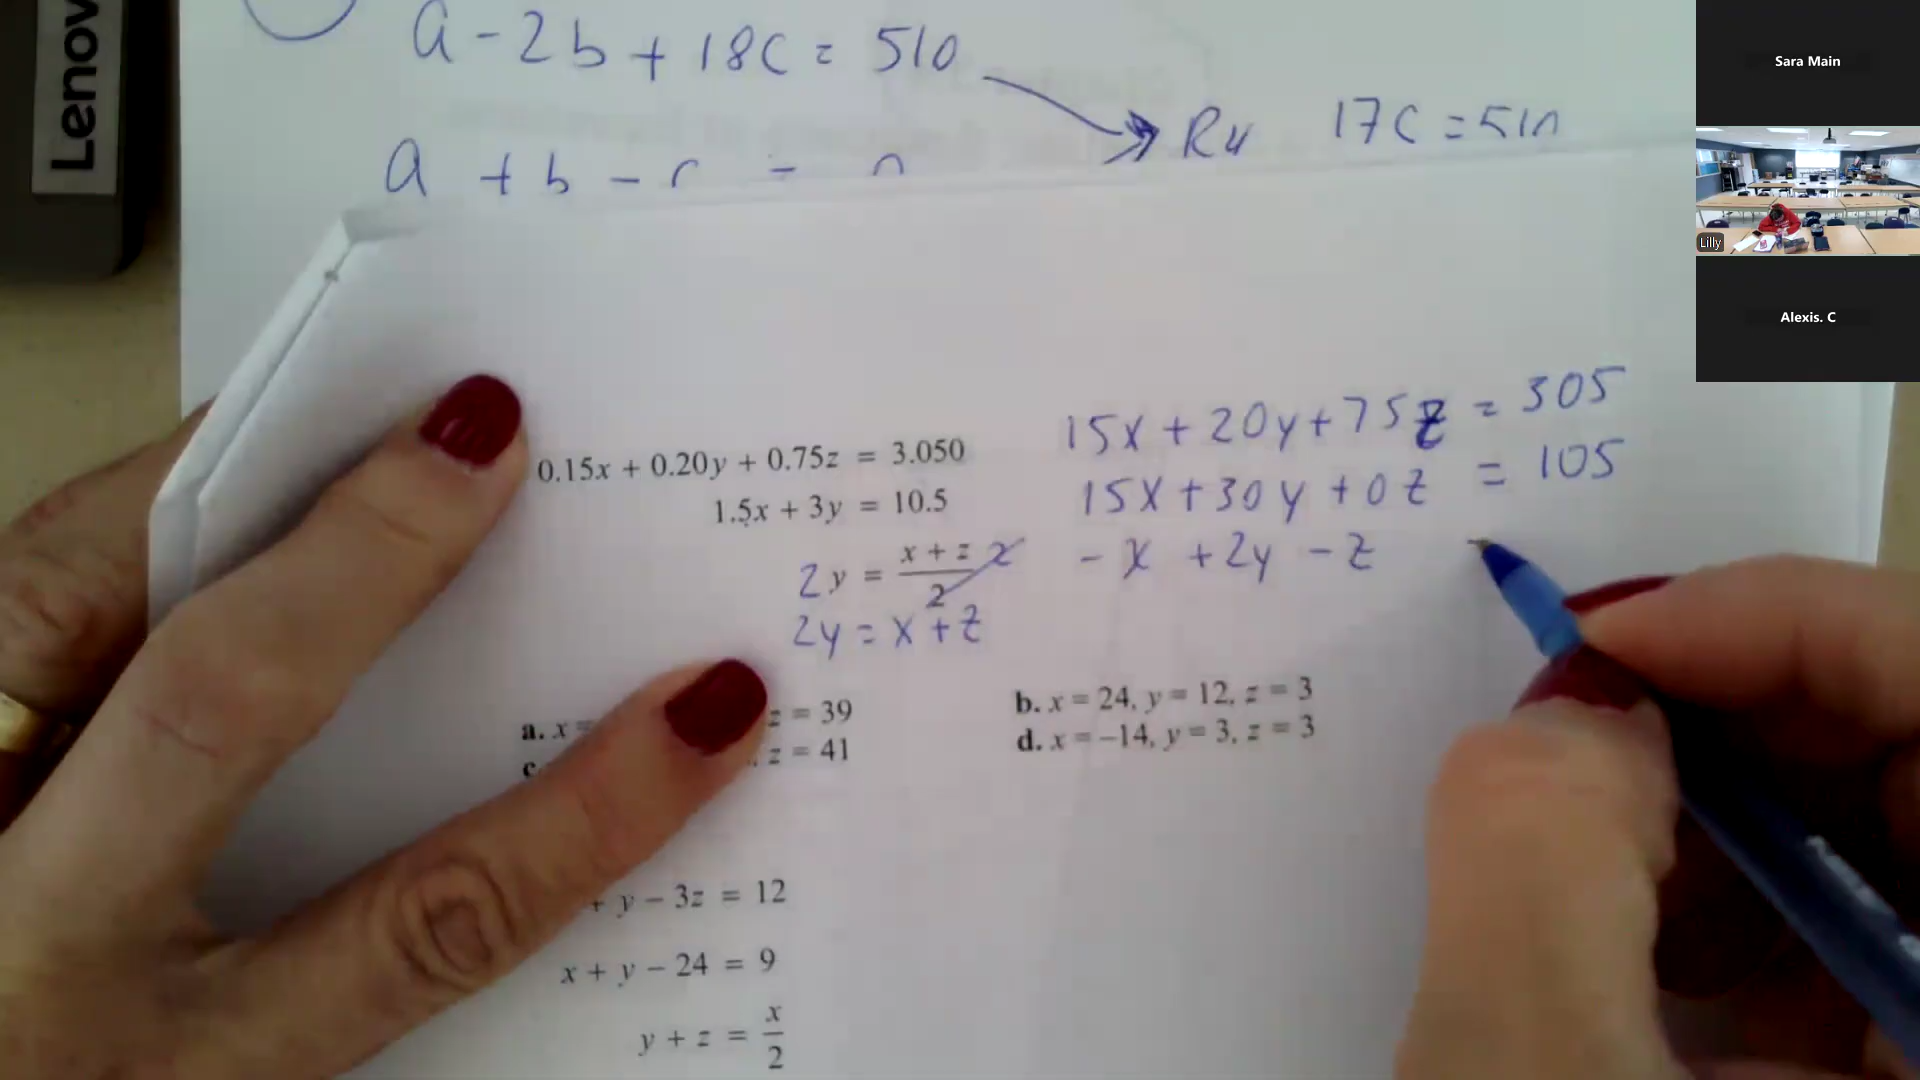 Lenov
a - 2b + 18c = 510
R4 17c = 510
a + b - c = 0
0.15x + 0.20y + 0.75z = 3.050
1.5x + 3y = 10.5
2y = x + z 2
2
2y = x + z
15x + 20y + 75z = 305
15x + 30y + 0z = 105
- x + 2y - z
a. x = z = 39
b. x = 24, y = 12, z = 3
c. z = 41
d. x = –14, y = 3, z = 3
+ y – 3z = 12
x + y – 24 = 9
y + z = x
2
Sara Main
Lilly
Alexis. C